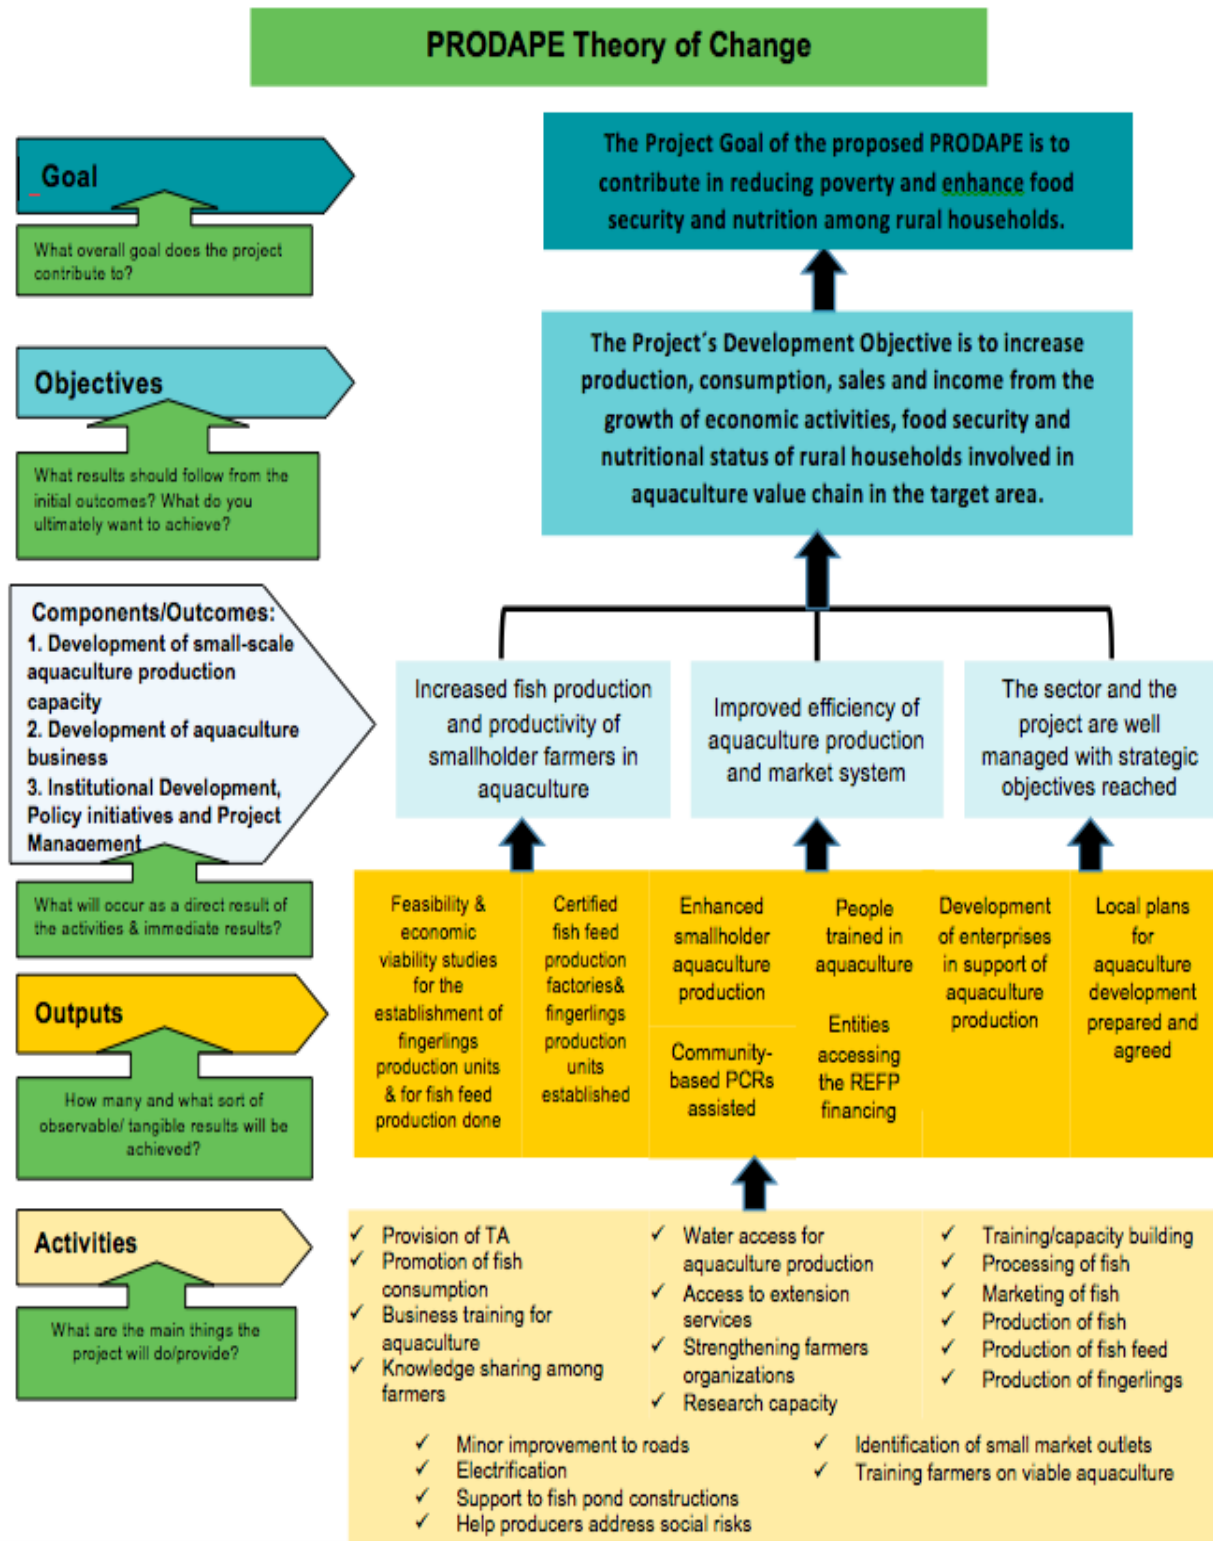 PRODAPE Theory of Change
Goal
What overall goal does the project
contribute to?
The Project Goal of the proposed PRODAPE is to
contribute in reducing poverty and enhance food
security and nutrition among rural households.
Objectives
What results should follow from the
initial outcomes? What do you
ultimately want to achieve?
The Project´s Development Objective is to increase
production, consumption, sales and income from the
growth of economic activities, food security and
nutritional status of rural households involved in
aquaculture value chain in the target area.
Components/Outcomes:
1. Development of small-scale
aquaculture production
capacity
2. Development of aquaculture
business
3. Institutional Development,
Policy initiatives and Project
Management
What will occur as a direct result of
the activities & immediate results?
Increased fish production
and productivity of
smallholder farmers in
aquaculture
Improved efficiency of
aquaculture production
and market system
The sector and the
project are well
managed with strategic
objectives reached
Outputs
How many and what sort of
observable/ tangible results will be
achieved?
Feasibility &
economic
viability studies
for the
establishment of
fingerlings
production units
& for fish feed
production done
Certified
fish feed
production
factories&
fingerlings
production
units
established
Enhanced
smallholder
aquaculture
production
Community-
based PCRs
assisted
People
trained in
aquaculture
Entities
accessing
the REFP
financing
Development
of enterprises
in support of
aquaculture
production
Local plans
for
aquaculture
development
prepared and
agreed
Activities
What are the main things the
project will do/provide?
✓ Provision of TA
✓ Promotion of fish
consumption
✓ Business training for
aquaculture
✓ Knowledge sharing among
farmers
✓ Water access for
aquaculture production
✓ Access to extension
services
✓ Strengthening farmers
organizations
✓ Research capacity
✓ Training/capacity building
✓ Processing of fish
✓ Marketing of fish
✓ Production of fish
✓ Production of fish feed
✓ Production of fingerlings
✓ Minor improvement to roads
✓ Electrification
✓ Support to fish pond constructions
✓ Help producers address social risks
✓ Identification of small market outlets
✓ Training farmers on viable aquaculture